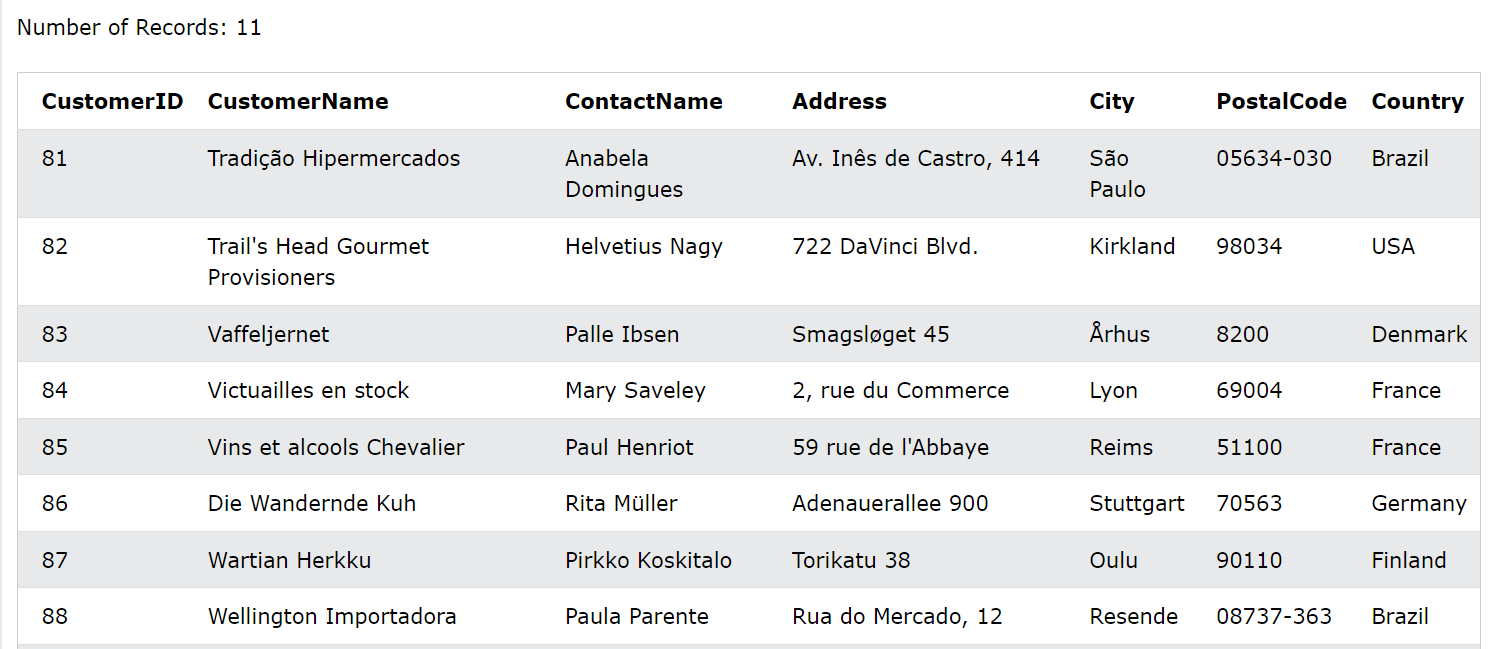 Number of Records: 11
CustomerID CustomerName ContactName Address City PostalCode Country
81 Tradição Hipermercados Anabela Av. Inês de Castro, 414 São 05634-030 Brazil
Domingues Paulo
82 Trail's Head Gourmet Helvetius Nagy 722 DaVinci Blvd. Kirkland 98034 USA
Provisioners
83 Vaffeljernet Palle Ibsen Smagsløget 45 Århus 8200 Denmark
84 Victuailles en stock Mary Saveley 2, rue du Commerce Lyon 69004 France
85 Vins et alcools Chevalier Paul Henriot 59 rue de l'Abbaye Reims 51100 France
86 Die Wandernde Kuh Rita Müller Adenauerallee 900 Stuttgart 70563 Germany
87 Wartian Herkku Pirkko Koskitalo Torikatu 38 Oulu 90110 Finland
88 Wellington Importadora Paula Parente Rua do Mercado, 12 Resende 08737-363 Brazil